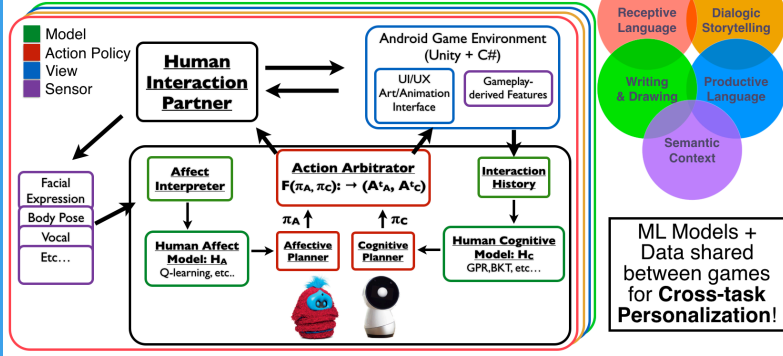 Model
Action Policy
View
Sensor
Human
Interaction
Partner
Android Game Environment
(Unity + C#)
UI/UX
Art/Animation
Interface
Gameplay-
derived Features
Facial
Expression
Body Pose
Vocal
Etc…
Affect
Interpreter
Action Arbitrator
F(πA, πC): → (AᵗA, AᵗC)
Interaction
History
πA
πC
Human Affect
Model: HA
Q-learning, etc..
Affective
Planner
Cognitive
Planner
Human Cognitive
Model: HC
GPR,BKT, etc…
Receptive
Language
Dialogic
Storytelling
Writing
& Drawing
Productive
Language
Semantic
Context
ML Models +
Data shared
between games
for Cross-task
Personalization!